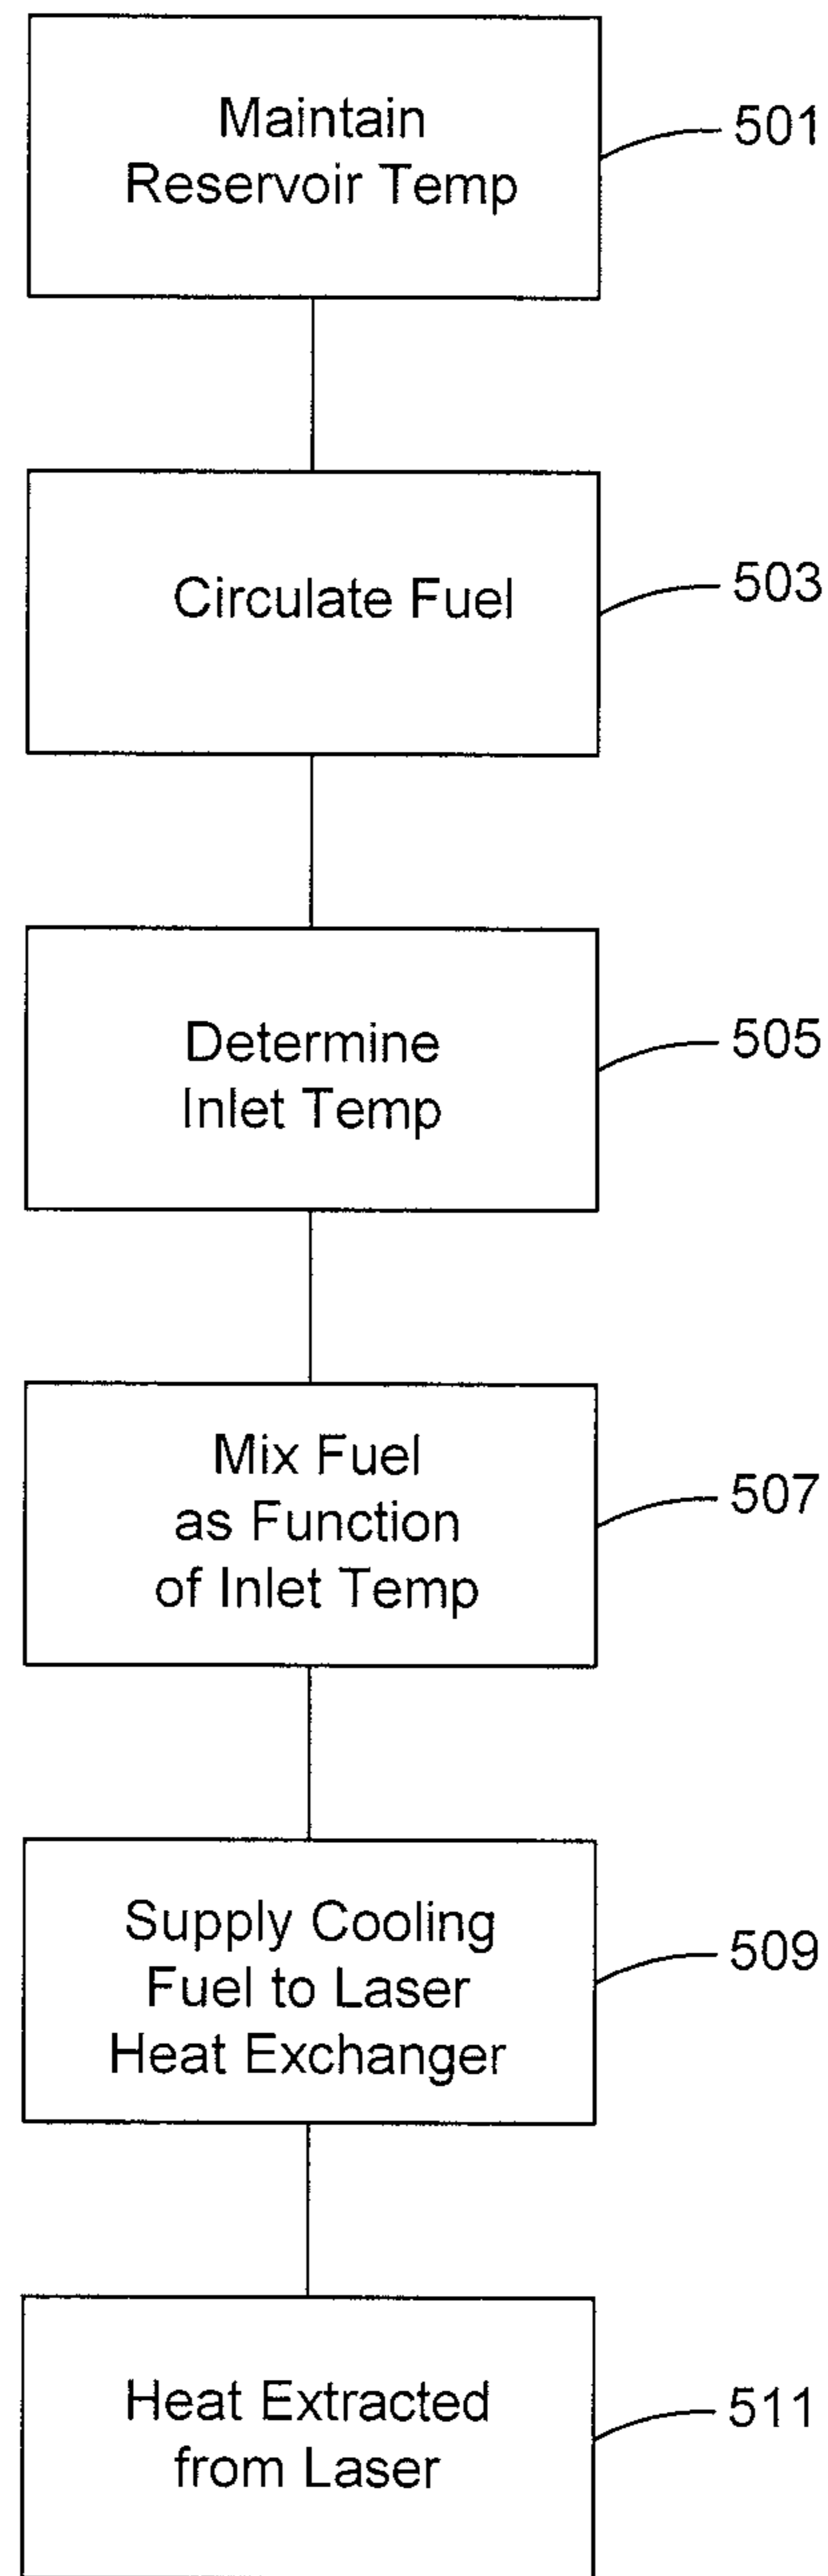 Maintain
Reservoir Temp
501
Circulate Fuel
503
Determine
Inlet Temp
505
Mix Fuel
as Function
of Inlet Temp
507
Supply Cooling
Fuel to Laser
Heat Exchanger
509
Heat Extracted
from Laser
511